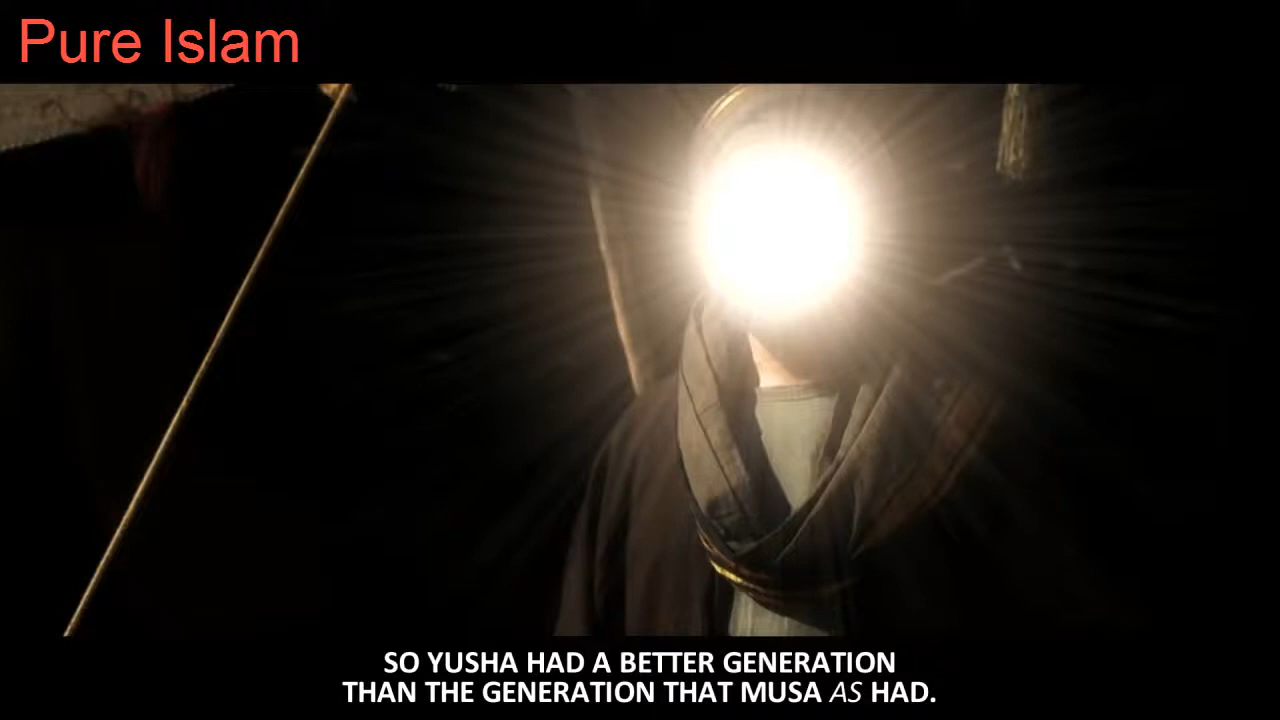 Pure Islam
SO YUSHA HAD A BETTER GENERATION
THAN THE GENERATION THAT MUSA AS HAD.